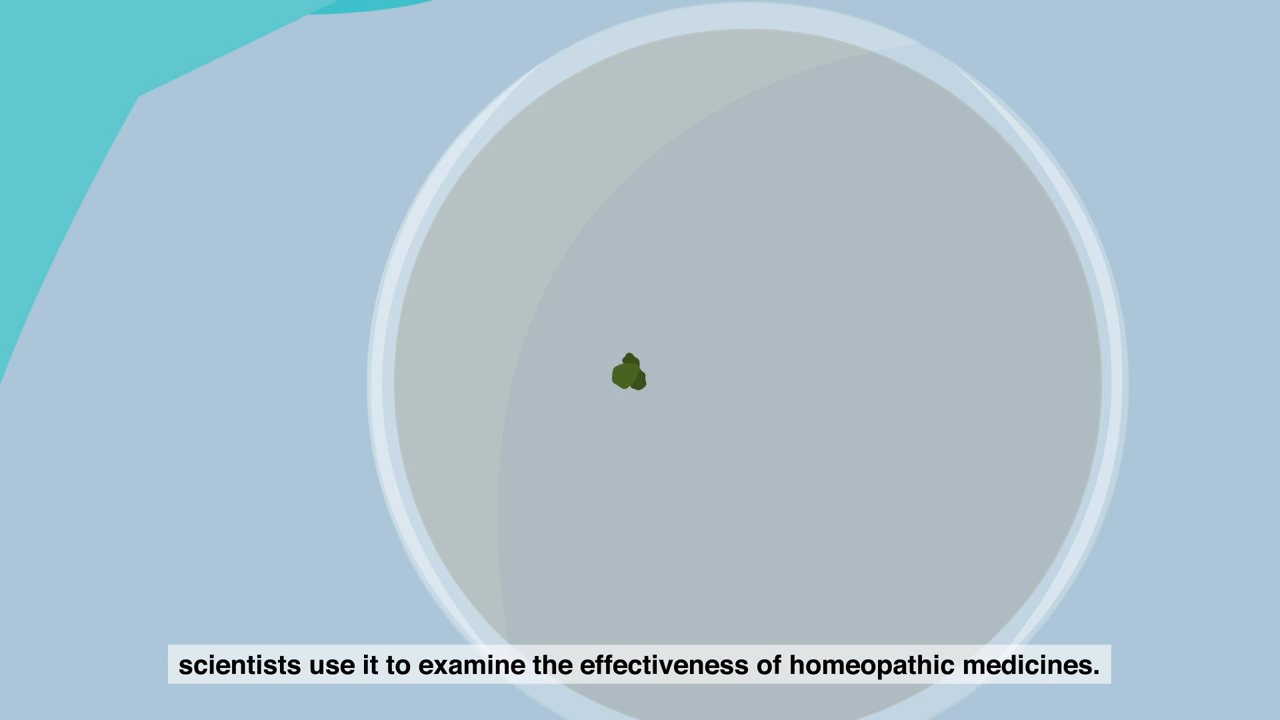 scientists use it to examine the effectiveness of homeopathic medicines.